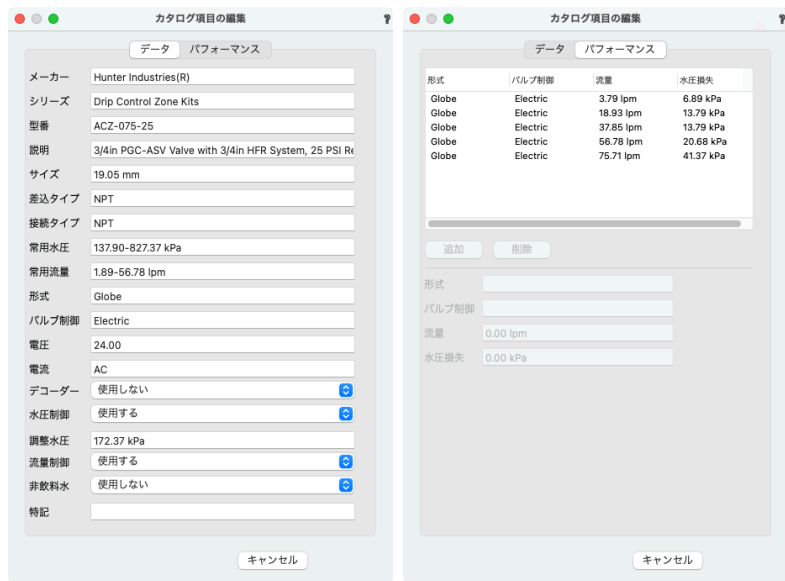 カタログ項目の編集
?
データ
パフォーマンス
メーカー
Hunter Industries(R)
シリーズ
Drip Control Zone Kits
型番
ACZ-075-25
説明
3/4in PGC-ASV Valve with 3/4in HFR System, 25 PSI Re
サイズ
19.05 mm
差込タイプ
NPT
接続タイプ
NPT
常用水圧
137.90-827.37 kPa
常用流量
1.89-56.78 lpm
形式
Globe
バルブ制御
Electric
電圧
24.00
電流
AC
デコーダー
使用しない
水圧制御
使用する
調整水圧
172.37 kPa
流量制御
使用する
非飲料水
使用しない
特記
キャンセル
カタログ項目の編集
?
データ
パフォーマンス
形式 バルブ制御 流量 水圧損失
Globe Electric 3.79 lpm 6.89 kPa
Globe Electric 18.93 lpm 13.79 kPa
Globe Electric 37.85 lpm 13.79 kPa
Globe Electric 56.78 lpm 20.68 kPa
Globe Electric 75.71 lpm 41.37 kPa
追加
削除
形式
バルブ制御
流量
0.00 lpm
水圧損失
0.00 kPa
キャンセル